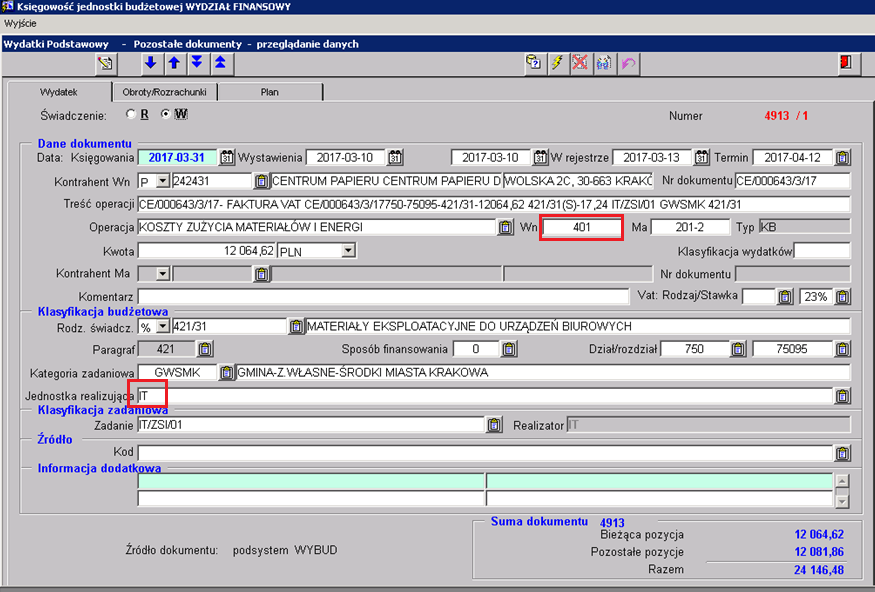 Księgowość jednostki budżetowej WYDZIAŁ FINANSOWY
Wyjście
Wydatki Podstawowy - Pozostałe dokumenty - przeglądanie danych
Wydatek Obroty/Rozrachunki Plan
Świadczenie: R W Numer 4913 / 1
Dane dokumentu
Data: Księgowania 2017-03-31 Wystawienia 2017-03-10 2017-03-10 W rejestrze 2017-03-13 Termin 2017-04-12
Kontrahent Wn P 242431 CENTRUM PAPIERU CENTRUM PAPIERU D WOLSKA 2C, 30-663 KRAKÓ Nr dokumentu CE/000643/3/17
Treść operacji CE/000643/3/17- FAKTURA VAT CE/000643/3/17750-75095-421/31-12064,62 421/31(S)-17,24 IT/ZSI/01 GWSMK 421/31
Operacja KOSZTY ZUŻYCIA MATERIAŁÓW I ENERGI Wn 401 Ma 201-2 Typ KB
Kwota 12 064,62 PLN Klasyfikacja wydatków
Kontrahent Ma Nr dokumentu
Komentarz Vat: Rodzaj/Stawka 23%
Klasyfikacja budżetowa
Rodz. świadcz. % 421/31 MATERIAŁY EKSPLOATACYJNE DO URZĄDZEŃ BIUROWYCH
Paragraf 421 Sposób finansowania 0 Dział/rozdział 750 75095
Kategoria zadaniowa GWSMK GMINA-Z.WŁASNE-ŚRODKI MIASTA KRAKOWA
Jednostka realizująca IT
Klasyfikacja zadaniowa
Zadanie IT/ZSI/01 Realizator IT
Źródło
Kod
Informacja dodatkowa
Suma dokumentu 4913
Bieżąca pozycja 12 064,62
Źródło dokumentu: podsystem WYBUD
Pozostałe pozycje 12 081,86
Razem 24 146,48